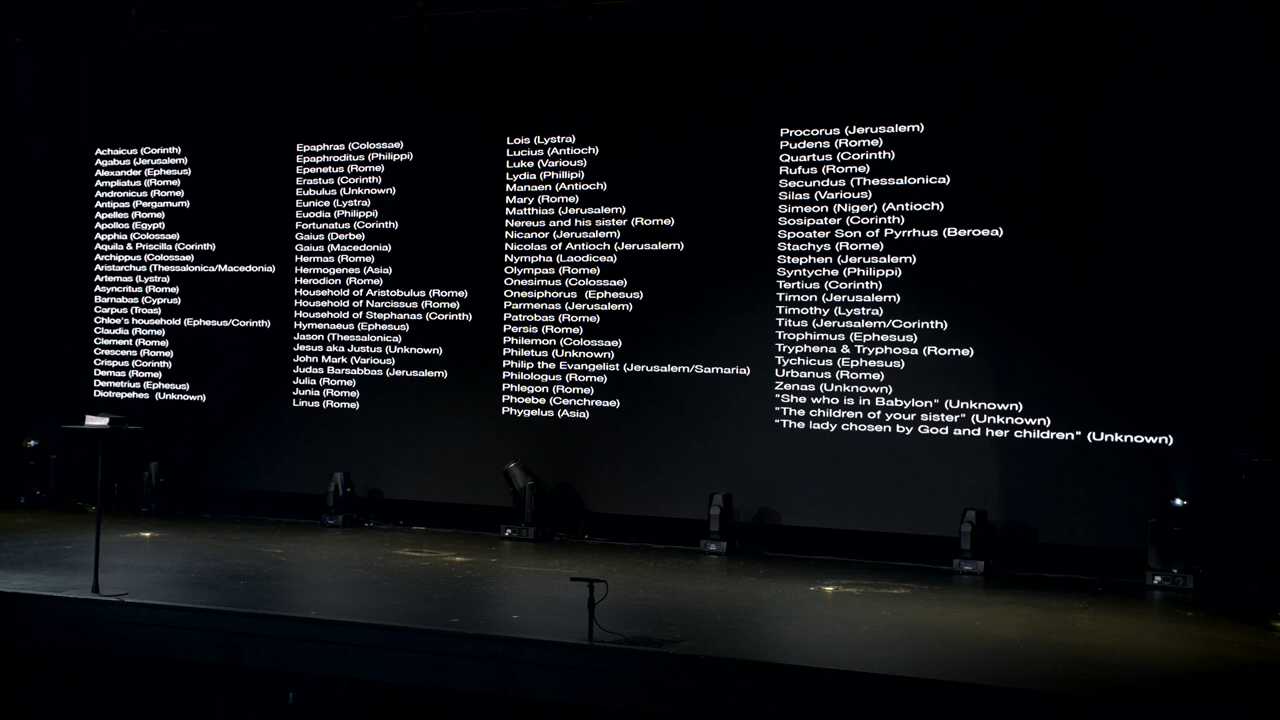 Achaicus (Corinth)
Agabus (Jerusalem)
Alexander (Ephesus)
Ampliatus ((Rome)
Andronicus (Rome)
Antipas (Pergamum)
Apelles (Rome)
Apollos (Egypt)
Apphia (Colossae)
Aquila & Priscilla (Corinth)
Archippus (Colossae)
Aristarchus (Thessalonica/Macedonia)
Artemas (Lystra)
Asyncritus (Rome)
Barnabas (Cyprus)
Carpus (Troas)
Chloe's household (Ephesus/Corinth)
Claudia (Rome)
Clement (Rome)
Crescens (Rome)
Crispus (Corinth)
Demas (Rome)
Demetrius (Ephesus)
Diotrepehes (Unknown)
Epaphras (Colossae)
Epaphroditus (Philippi)
Epenetus (Rome)
Erastus (Corinth)
Eubulus (Unknown)
Eunice (Lystra)
Euodia (Philippi)
Fortunatus (Corinth)
Gaius (Derbe)
Gaius (Macedonia)
Hermas (Rome)
Hermogenes (Asia)
Herodion (Rome)
Household of Aristobulus (Rome)
Household of Narcissus (Rome)
Household of Stephanas (Corinth)
Hymenaeus (Ephesus)
Jason (Thessalonica)
Jesus aka Justus (Unknown)
John Mark (Various)
Judas Barsabbas (Jerusalem)
Julia (Rome)
Junia (Rome)
Linus (Rome)
Lois (Lystra)
Lucius (Antioch)
Luke (Various)
Lydia (Phillipi)
Manaen (Antioch)
Mary (Rome)
Matthias (Jerusalem)
Nereus and his sister (Rome)
Nicanor (Jerusalem)
Nicolas of Antioch (Jerusalem)
Nympha (Laodicea)
Olympas (Rome)
Onesimus (Colossae)
Onesiphorus (Ephesus)
Parmenas (Jerusalem)
Patrobas (Rome)
Persis (Rome)
Philemon (Colossae)
Philetus (Unknown)
Philip the Evangelist (Jerusalem/Samaria)
Philologus (Rome)
Phlegon (Rome)
Phoebe (Cenchreae)
Phygelus (Asia)
Procorus (Jerusalem)
Pudens (Rome)
Quartus (Corinth)
Rufus (Rome)
Secundus (Thessalonica)
Silas (Various)
Simeon (Niger) (Antioch)
Sosipater (Corinth)
Spoater Son of Pyrrhus (Beroea)
Stachys (Rome)
Stephen (Jerusalem)
Syntyche (Philippi)
Tertius (Corinth)
Timon (Jerusalem)
Timothy (Lystra)
Titus (Jerusalem/Corinth)
Trophimus (Ephesus)
Tryphena & Tryphosa (Rome)
Tychicus (Ephesus)
Urbanus (Rome)
Zenas (Unknown)
"She who is in Babylon" (Unknown)
"The children of your sister" (Unknown)
"The lady chosen by God and her children" (Unknown)